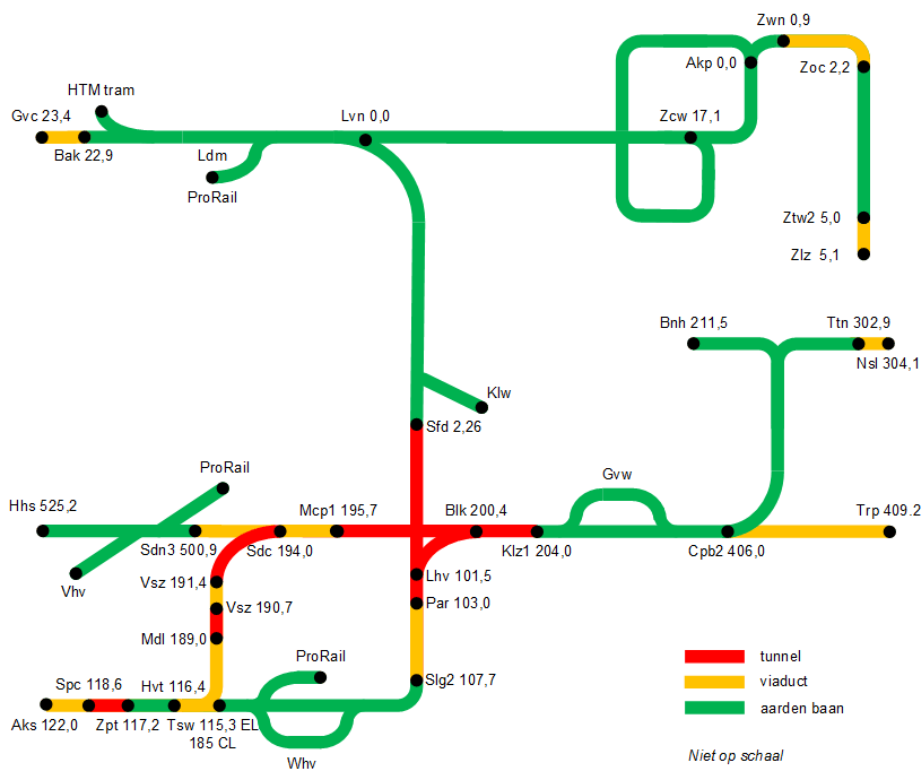 Zwn 0,9
Akp 0,0
Zoc 2,2
HTM tram
Gvc 23,4
Lvn 0,0
Zcw 17,1
Bak 22,9
Ldm
ProRail
Ztw2 5,0
Zlz 5,1
Bnh 211,5
Ttn 302,9
Nsl 304,1
Klw
Sfd 2,26
ProRail
Gvw
Hhs 525,2
Mcp1 195,7
Blk 200,4
Trp 409.2
Sdn3 500,9
Sdc 194,0
Klz1 204,0
Cpb2 406,0
Vhv
Vsz 191,4
Lhv 101,5
Vsz 190,7
Par 103,0
Mdl 189,0
tunnel
ProRail
Spc 118,6
Hvt 116,4
Slg2 107,7
viaduct
Aks 122,0
Zpt 117,2
Tsw 115,3 EL
185 CL
aarden baan
Whv
Niet op schaal